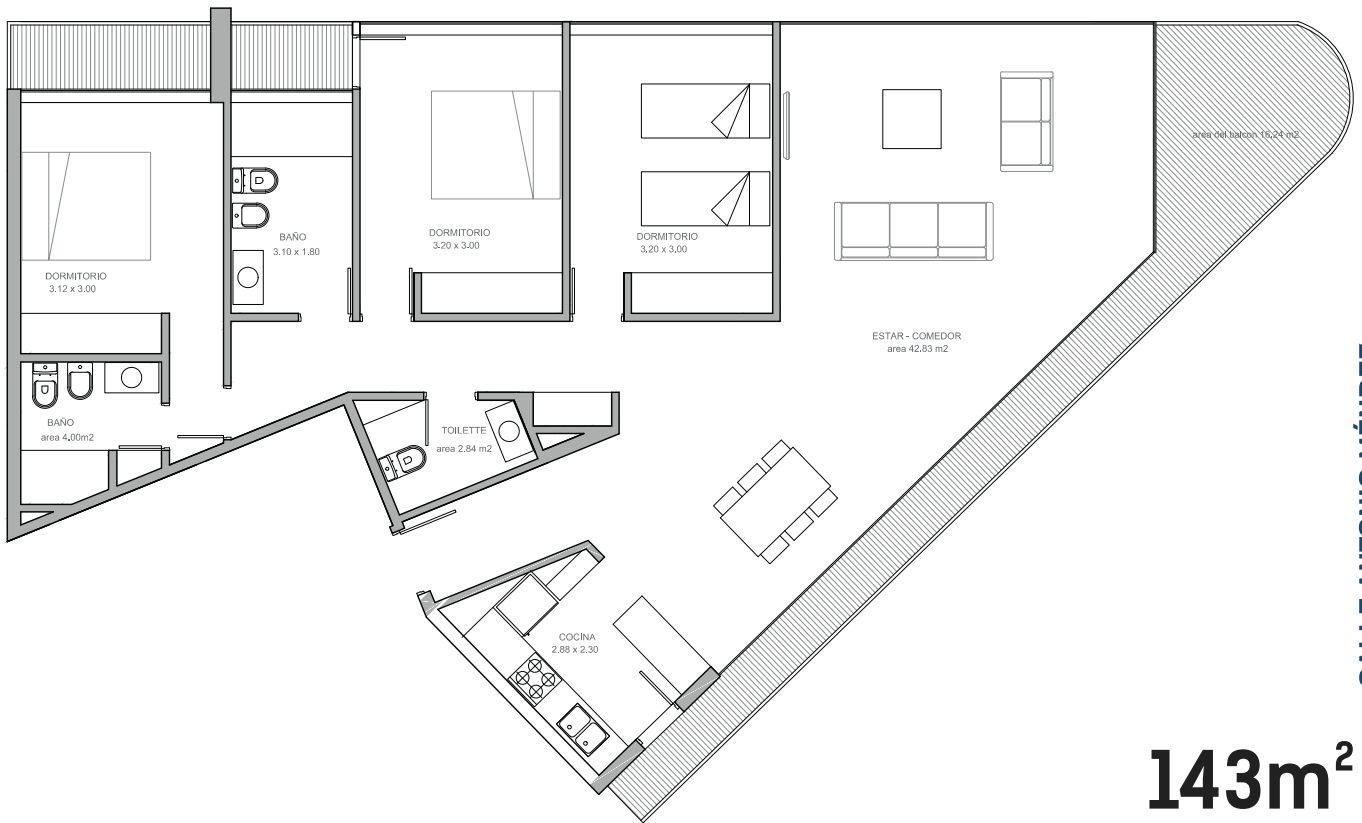 area del balcon 16.24 m2
DORMITORIO
3.20 x 3.00
DORMITORIO
3.20 x 3.00
BAÑO
3.10 x 1.80
DORMITORIO
3.12 x 3.00
ESTAR - COMEDOR
area 42.83 m2
BAÑO
area 4.00m2
TOILETTE
area 2.84 m2
COCINA
2.88 x 2.30
143m²